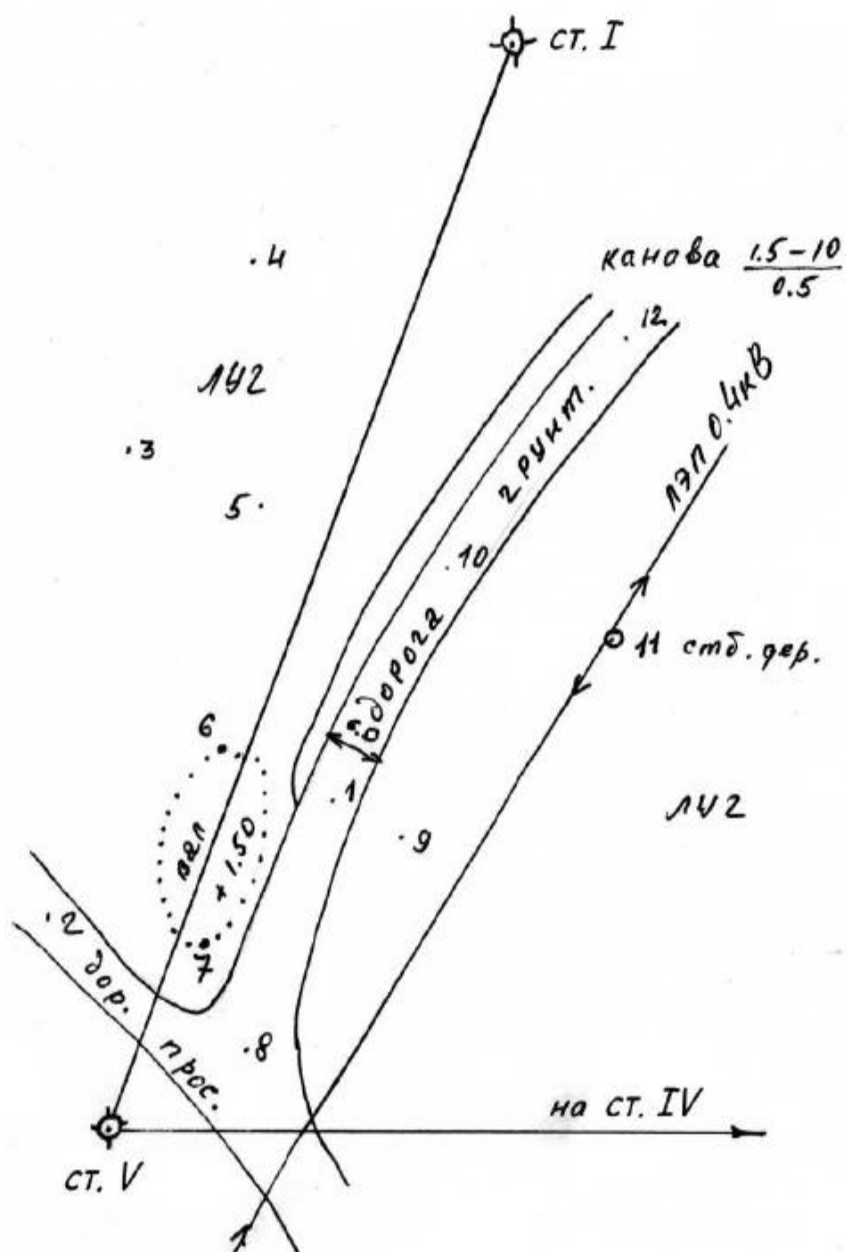 ст. I
.4
канава 1.5-10
0.5
.12
луг
ЛЭП 0.4кВ
.3
грунт.
5.
.10
дорога
11 стб. дер.
6
.1
луг
вал
+1.50
.9
.2
7
дор.
.8
прос.
на ст. IV
ст. V